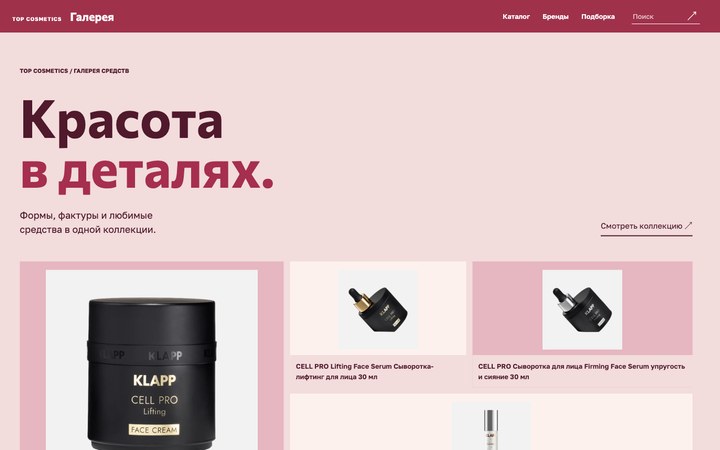 TOP COSMETICS Галерея
Каталог Бренды Подборка Поиск
TOP COSMETICS / ГАЛЕРЕЯ СРЕДСТВ
Красота
в деталях.
Формы, фактуры и любимые
средства в одной коллекции.
Смотреть коллекцию
KLAPP
KLAPP
CELL PRO
Lifting
FACE CREAM
CELL PRO Lifting Face Serum Сыворотка-
лифтинг для лица 30 мл
CELL PRO Сыворотка для лица Firming Face Serum упругость
и сияние 30 мл